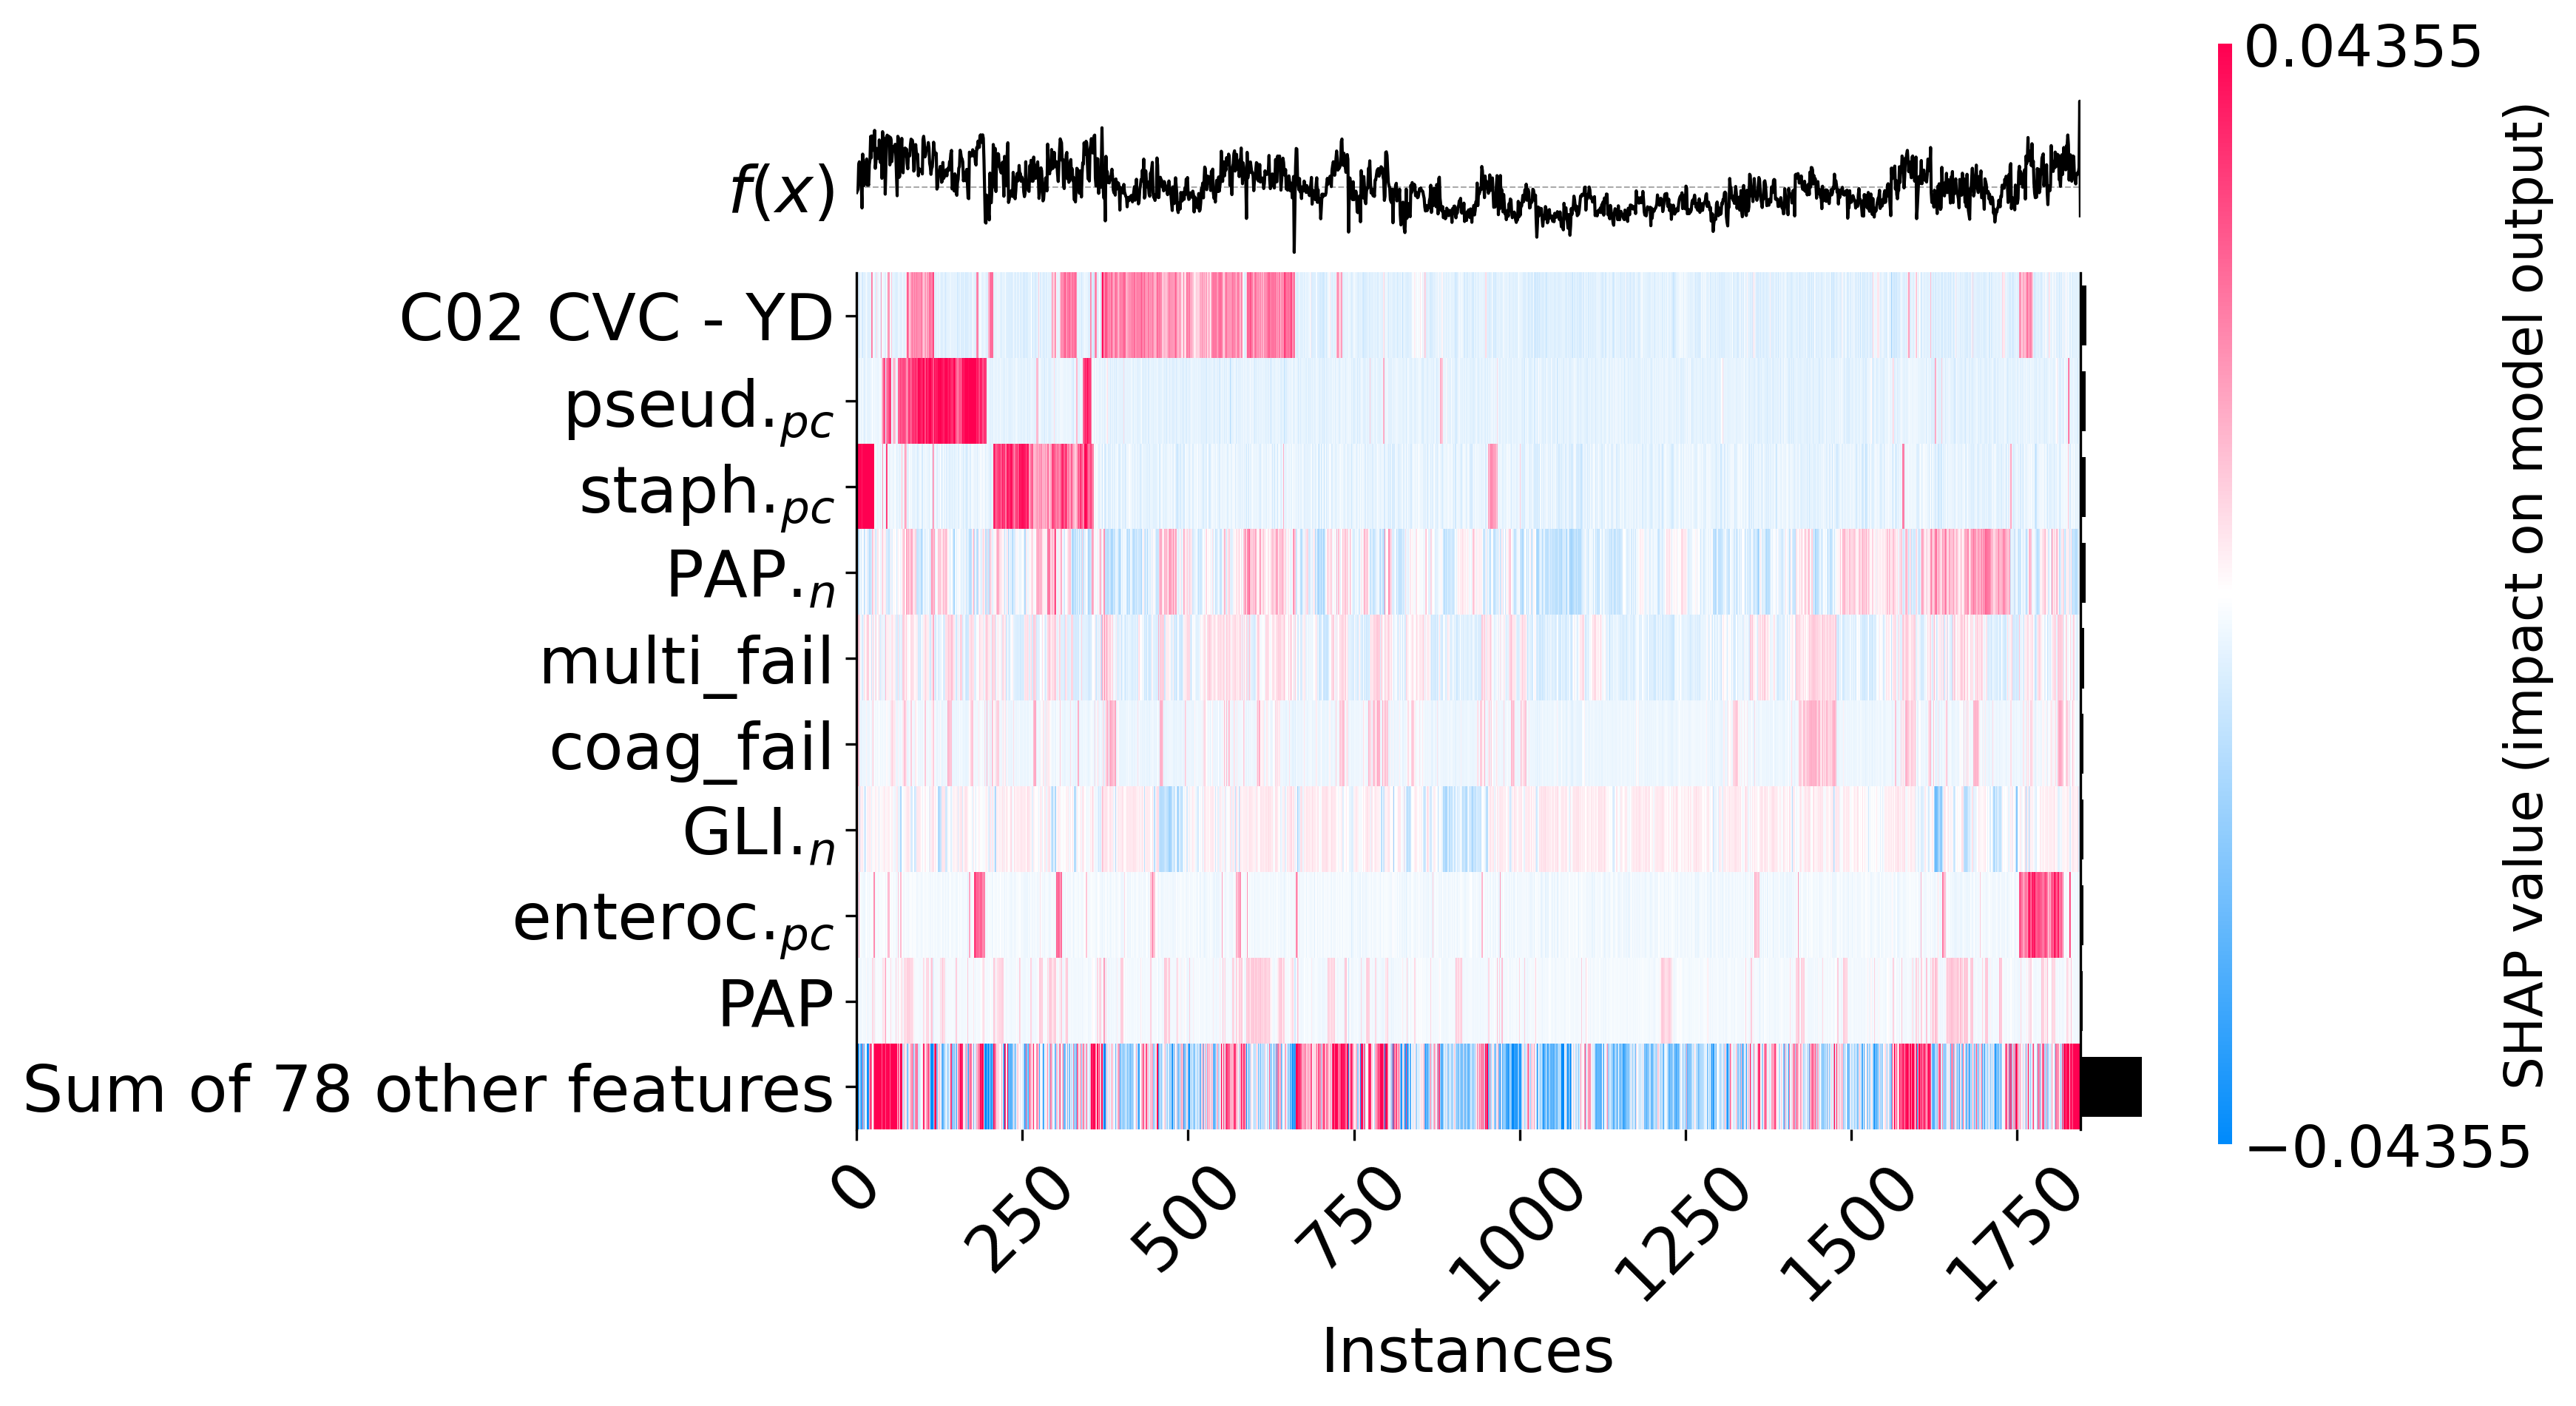 0.04355
f(x)
C02 CVC - YD
pseud.pc
staph.pc
PAP.n
multi_fail
coag_fail
GLI.n
enteroc.pc
PAP
Sum of 78 other features
0
250
500
750
1000
1250
1500
1750
Instances
−0.04355
SHAP value (impact on model output)